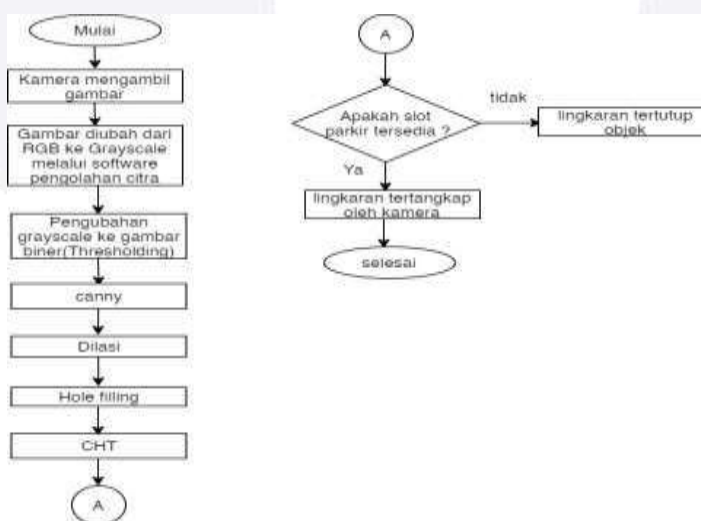 Mulai
Kamera mengambil
gambar
Gambar diubah dari
RGB ke Grayscale
melalui software
pengolahan citra
Pengubahan
grayscale ke gambar
biner(Thresholding)
canny
Dilasi
Hole filling
CHT
A
A
Apakah slot
parkir tersedia ?
tidak
lingkaran tertutup
objek
Ya
lingkaran tertangkap
oleh kamera
selesai